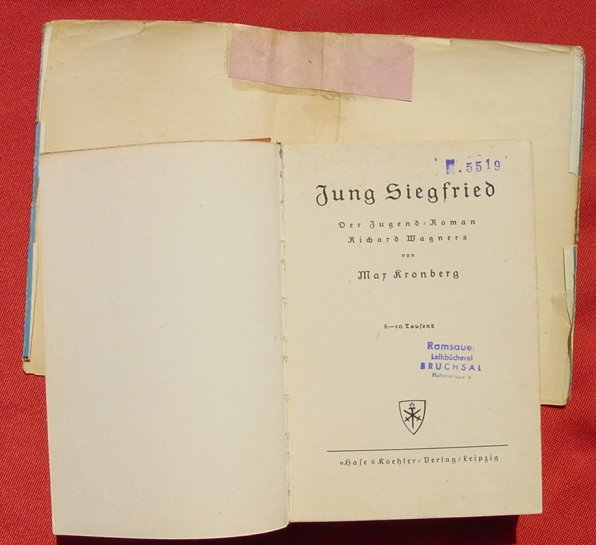 .5519
Jung Siegfried
Der Jugend-Roman
Richard Wagners
von
Max Kronberg
6.–10. Tausend
Ramsauer
Leihbücherei
BRUCHSAL
v. Hase & Koehler / Verlag / Leipzig